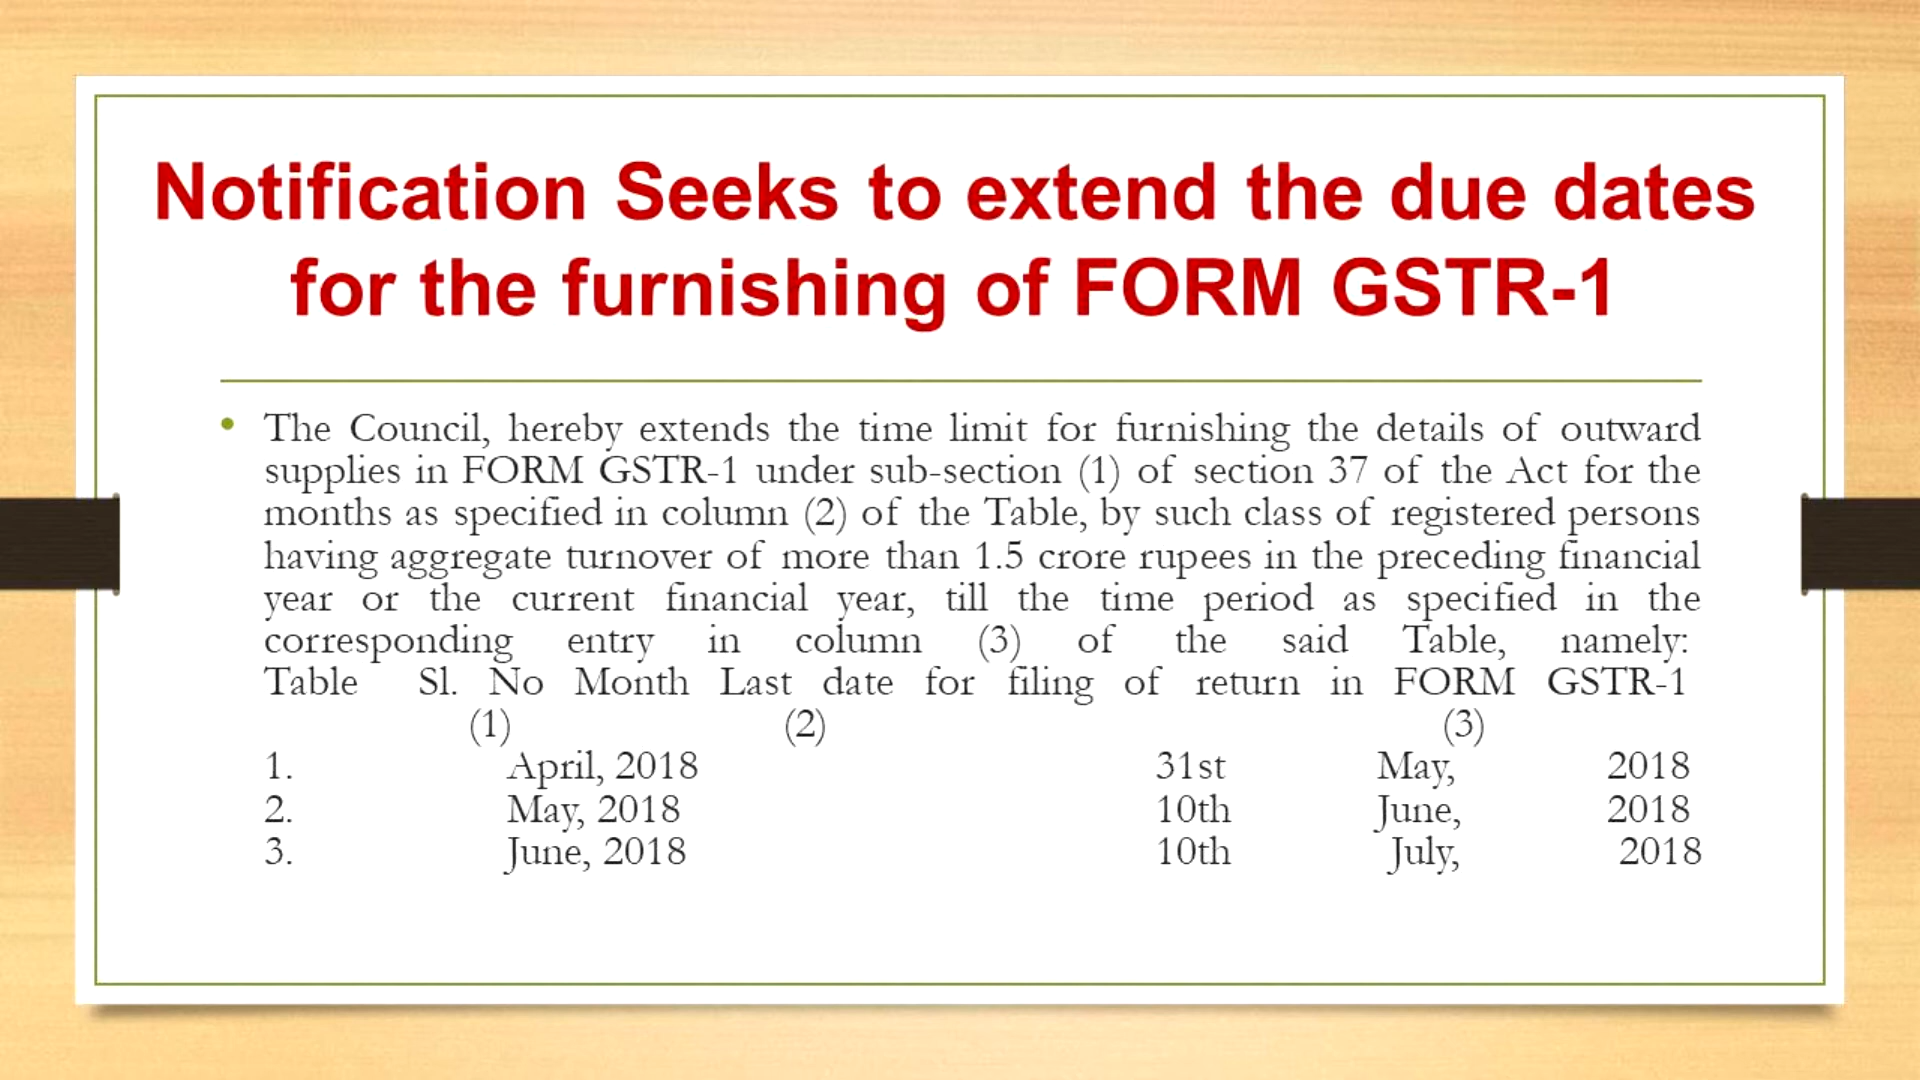 Notification Seeks to extend the due dates
for the furnishing of FORM GSTR-1
• The Council, hereby extends the time limit for furnishing the details of outward
supplies in FORM GSTR-1 under sub-section (1) of section 37 of the Act for the
months as specified in column (2) of the Table, by such class of registered persons
having aggregate turnover of more than 1.5 crore rupees in the preceding financial
year or the current financial year, till the time period as specified in the
corresponding entry in column (3) of the said Table, namely:
Table Sl. No Month Last date for filing of return in FORM GSTR-1
(1) (2) (3)
1. April, 2018 31st May, 2018
2. May, 2018 10th June, 2018
3. June, 2018 10th July, 2018